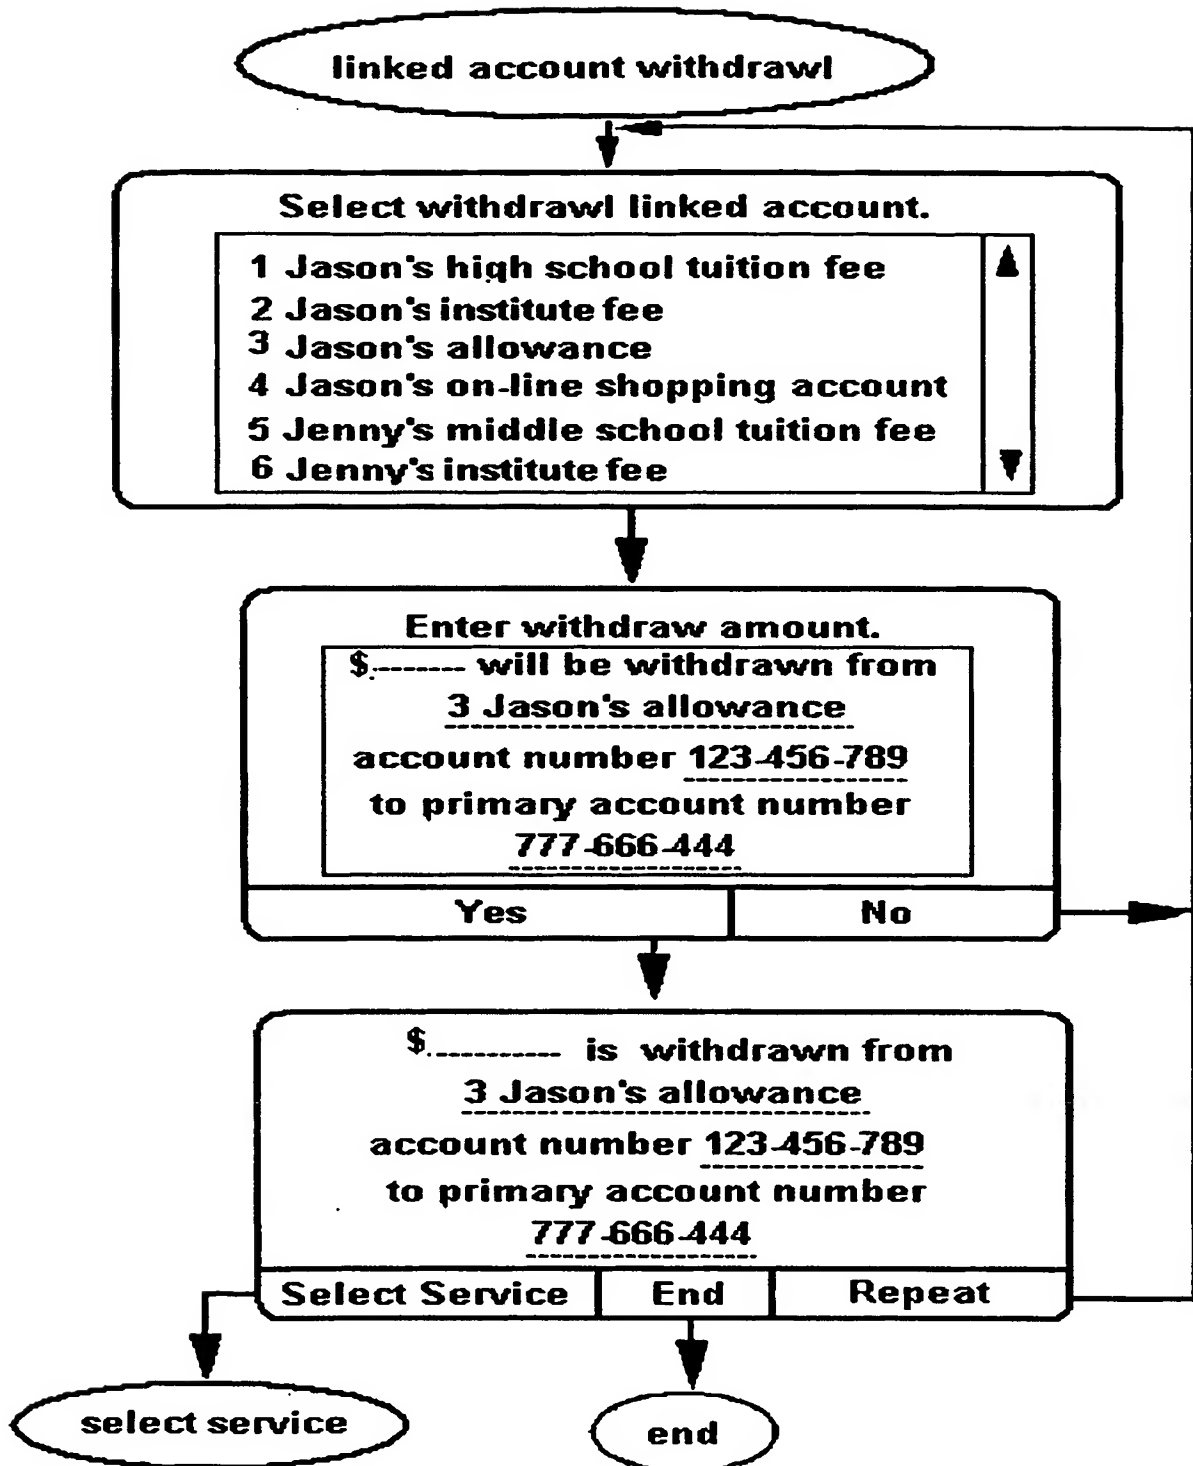 linked account withdrawl
Select withdrawl linked account.
1 Jason's high school tuition fee
2 Jason's institute fee
3 Jason's allowance
4 Jason's on-line shopping account
5 Jenny's middle school tuition fee
6 Jenny's institute fee
Enter withdraw amount.
$-------- will be withdrawn from
3 Jason's allowance
account number 123-456-789
to primary account number
777-666-444
Yes No
$----------- is withdrawn from
3 Jason's allowance
account number 123-456-789
to primary account number
777-666-444
Select Service End Repeat
select service
end